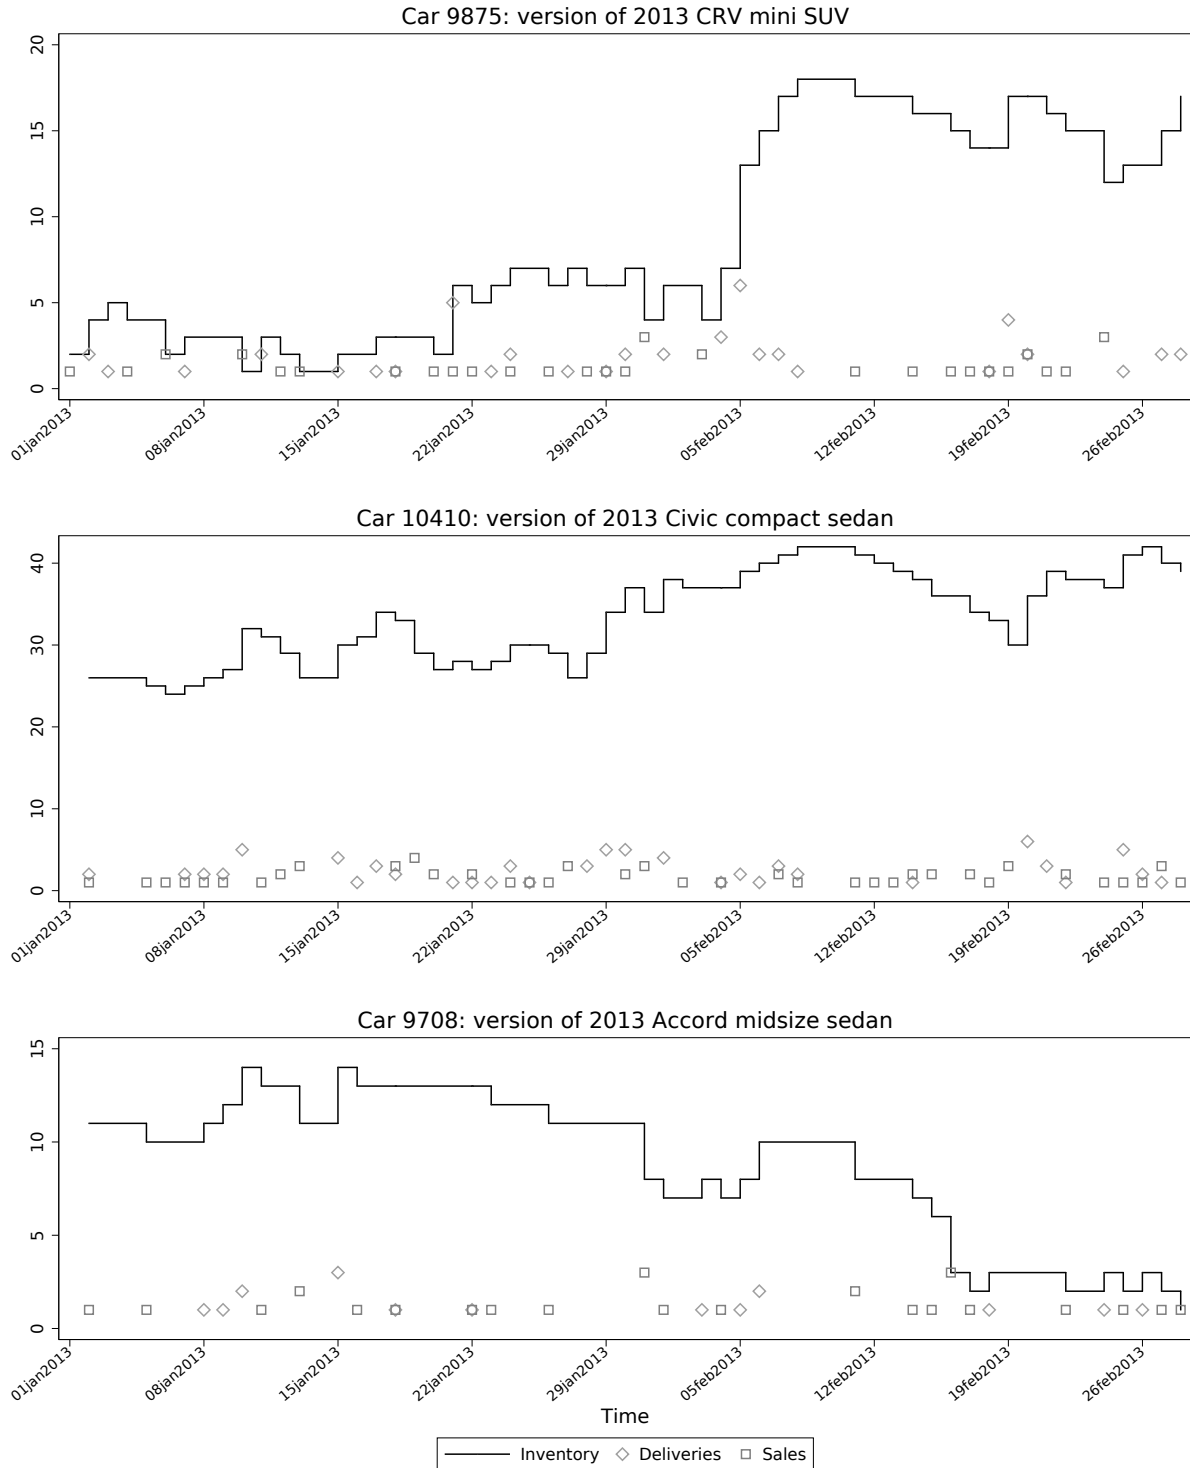 Car 9875: version of 2013 CRV mini SUV
20
15
10
5
0
01jan2013 08jan2013 15jan2013 22jan2013 29jan2013 05feb2013 12feb2013 19feb2013 26feb2013
Car 10410: version of 2013 Civic compact sedan
40
30
20
10
0
01jan2013 08jan2013 15jan2013 22jan2013 29jan2013 05feb2013 12feb2013 19feb2013 26feb2013
Car 9708: version of 2013 Accord midsize sedan
15
10
5
0
01jan2013 08jan2013 15jan2013 22jan2013 29jan2013 05feb2013 12feb2013 19feb2013 26feb2013
Time
Inventory Deliveries Sales